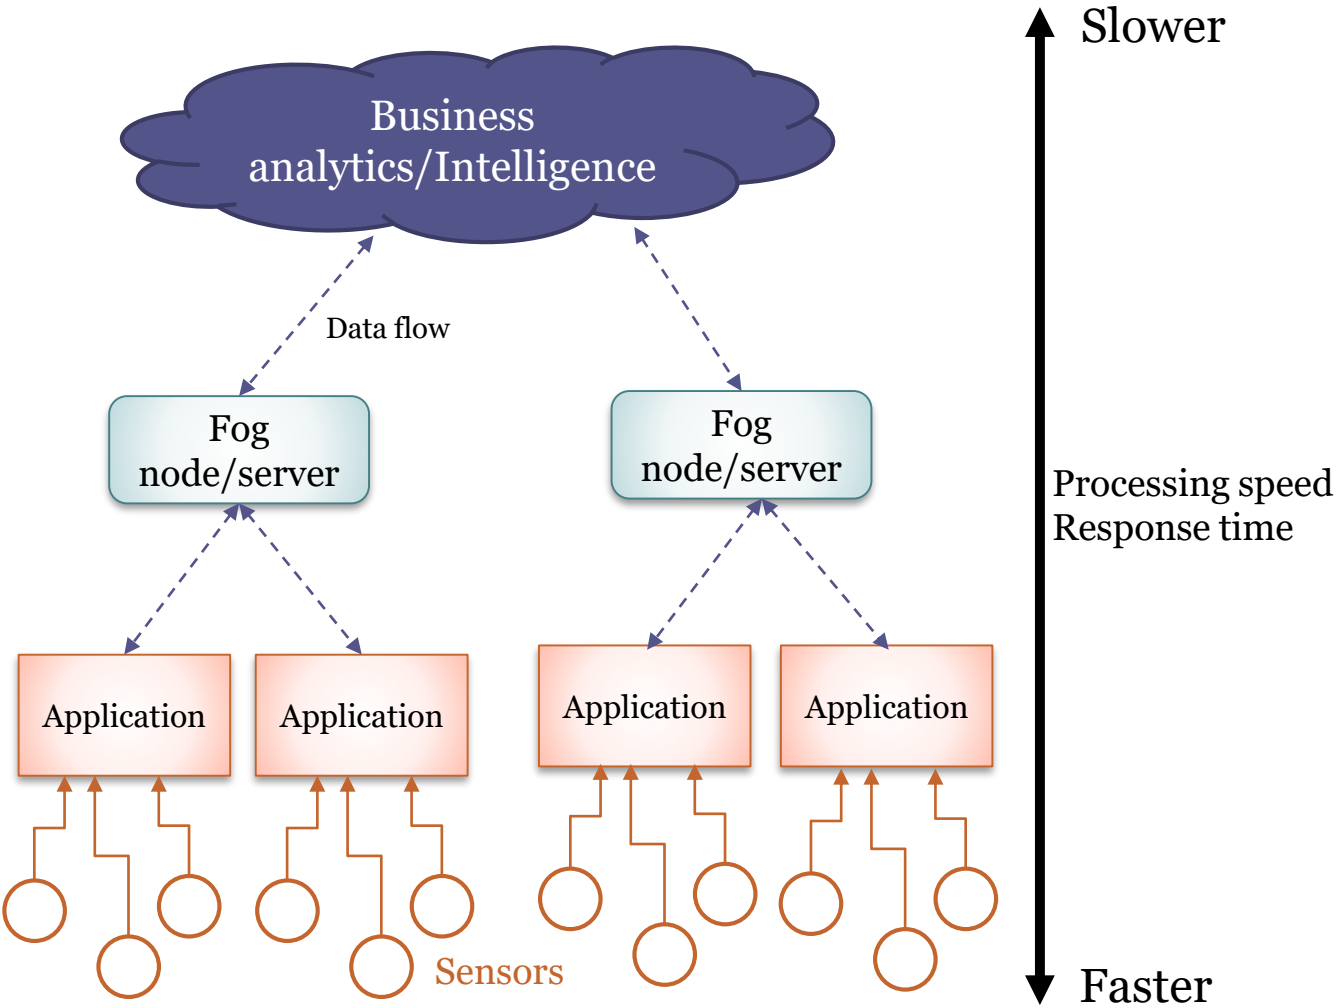 Slower
Business
analytics/Intelligence
Data flow
Fog
node/server
Fog
node/server
Processing speed
Response time
Application
Application
Application
Application
Sensors
Faster